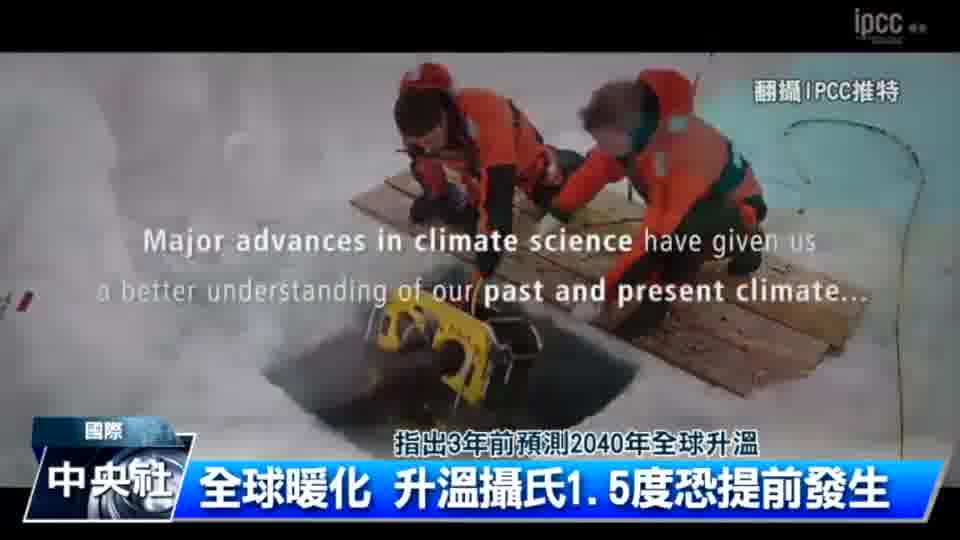 ipcc
翻攝IPCC推特
Major advances in climate science have given us
a better understanding of our past and present climate...
指出3年前預測2040年全球升溫
國際
中央社
全球暖化 升溫攝氏1.5度恐提前發生